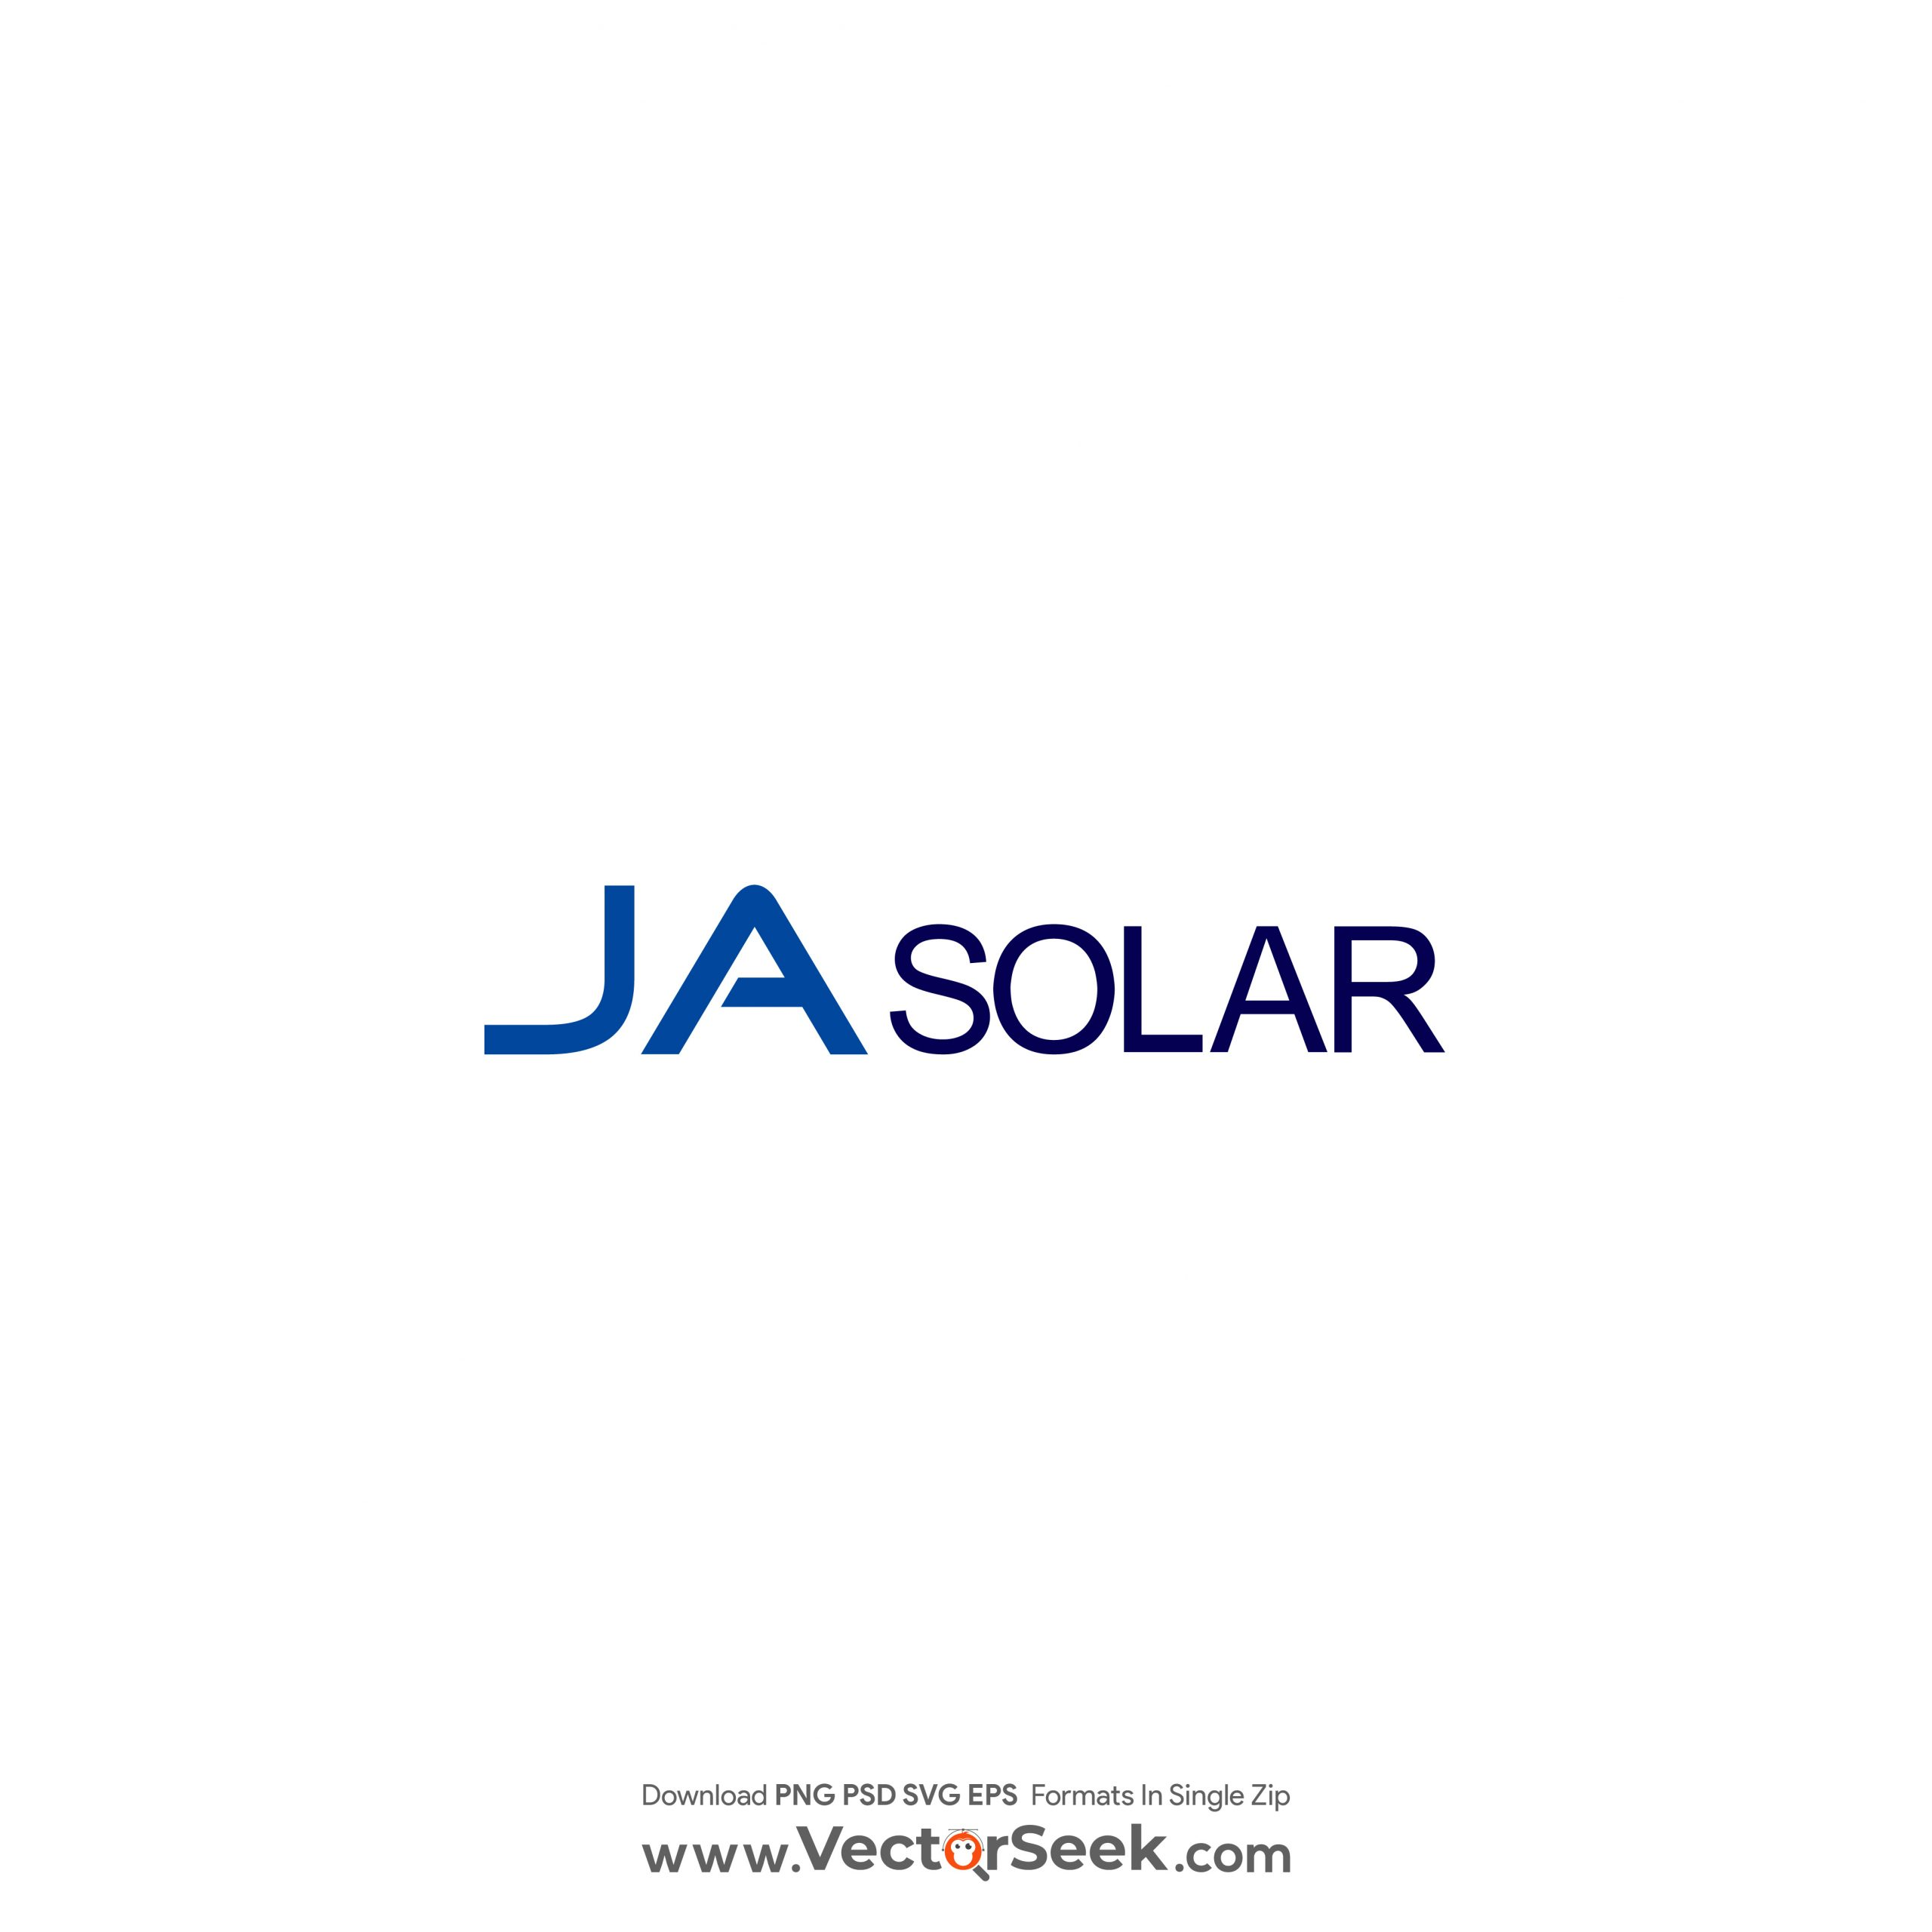 JA SOLAR
Download PNG PSD SVG EPS Formats In Single Zip
www.VectorSeek.com